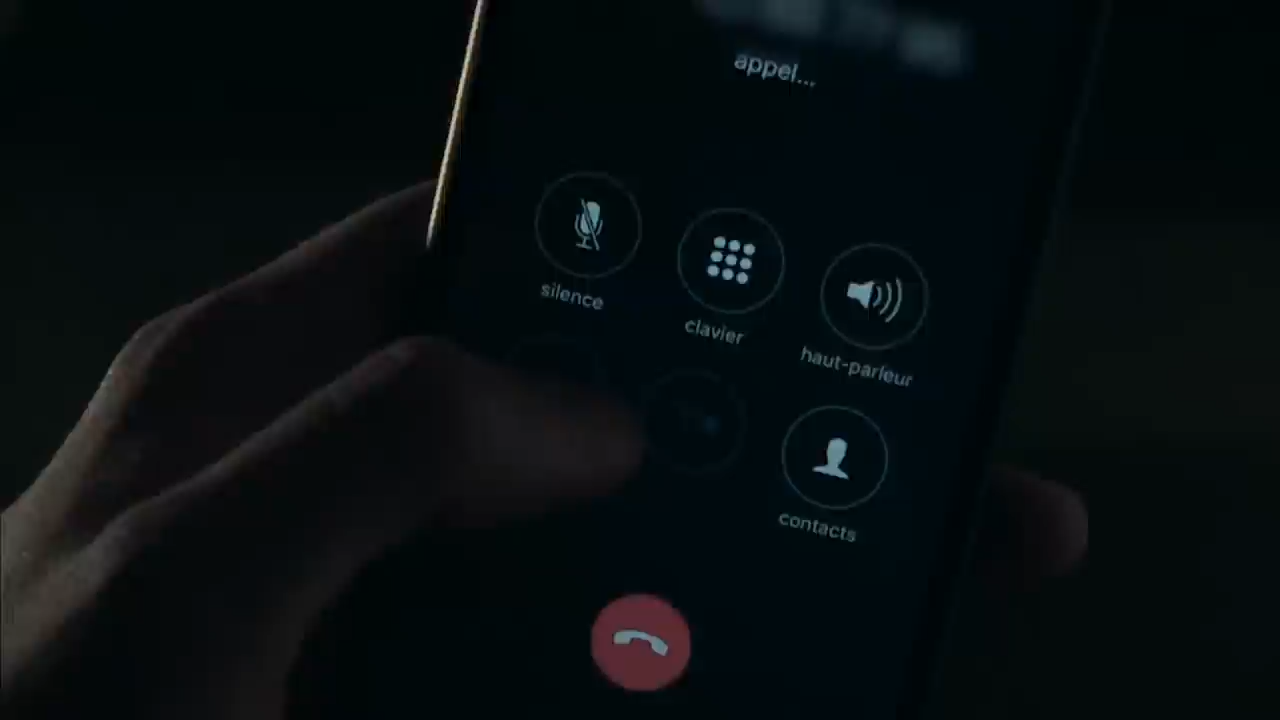 appel...
silence
clavier
haut-parleur
contacts